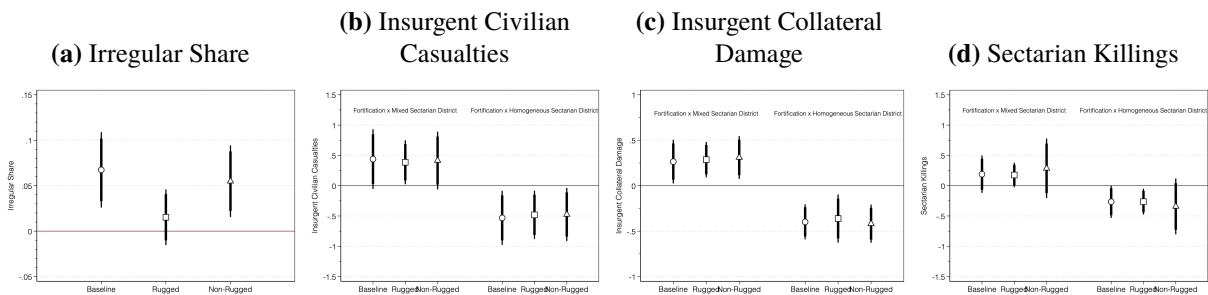 (a) Irregular Share
(b) Insurgent Civilian
Casualties
(c) Insurgent Collateral
Damage
(d) Sectarian Killings
Irregular Share
.15
.1
.05
0
-.05
Baseline
Rugged
Non-Rugged
Insurgent Civilian Casualties
1.5
1
.5
0
-.5
-1
-1.5
Fortification x Mixed Sectarian District
Fortification x Homogeneous Sectarian District
Baseline
Rugged
Non-Rugged
Baseline
Rugged
Non-Rugged
Insurgent Collateral Damage
1
.5
0
-.5
-1
Fortification x Mixed Sectarian District
Fortification x Homogeneous Sectarian District
Baseline
Rugged
Non-Rugged
Baseline
Rugged
Non-Rugged
Sectarian Killings
1.5
1
.5
0
-.5
-1
-1.5
Fortification x Mixed Sectarian District
Fortification x Homogeneous Sectarian District
Baseline
Rugged
Non-Rugged
Baseline
Rugged
Non-Rugged